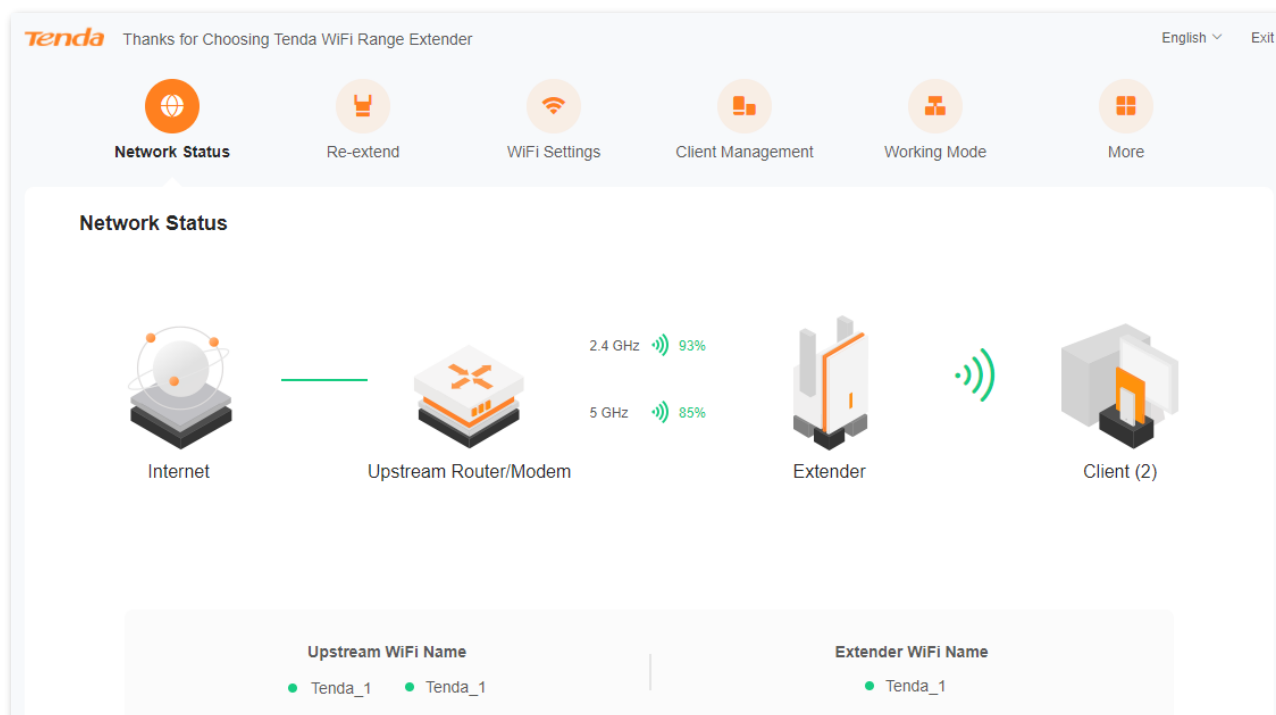 Tenda Thanks for Choosing Tenda WiFi Range Extender English Exit
Network Status Re-extend WiFi Settings Client Management Working Mode More
Network Status
2.4 GHz 93%
5 GHz 85%
Internet Upstream Router/Modem Extender Client (2)
Upstream WiFi Name Extender WiFi Name
Tenda_1 Tenda_1 Tenda_1